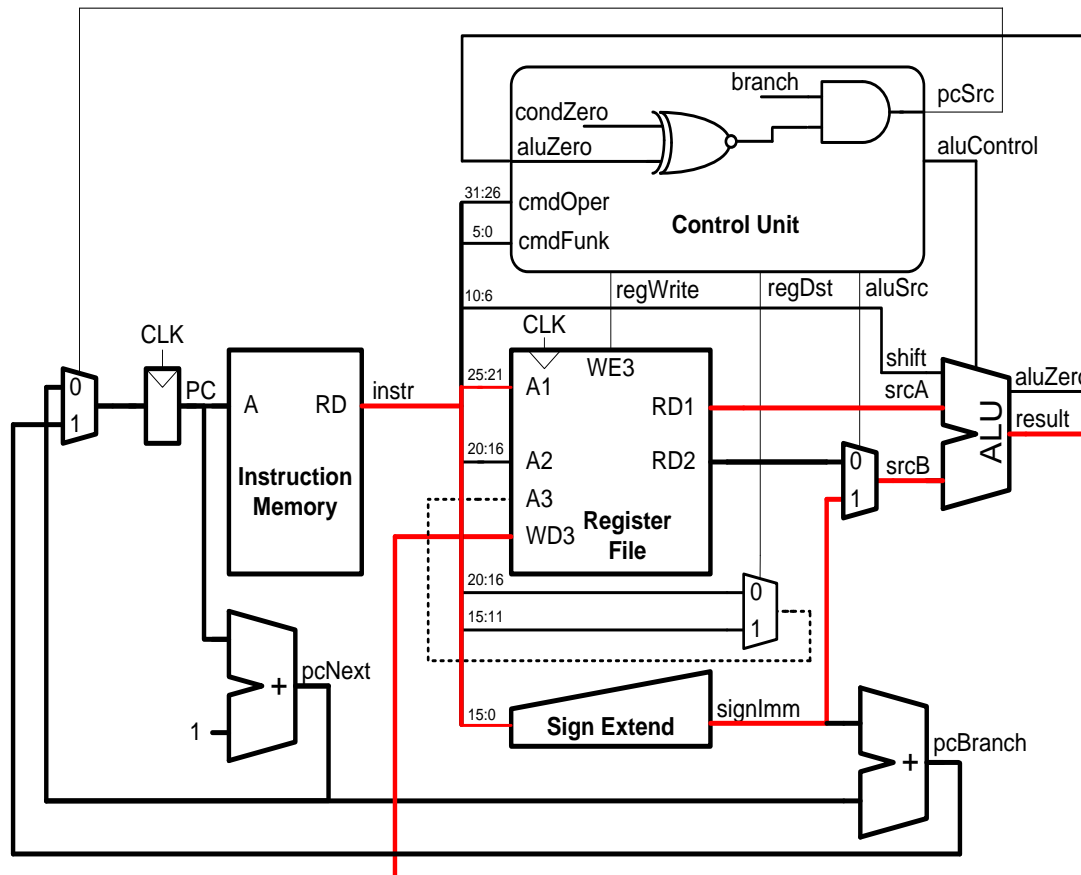 branch
pcSrc
condZero
aluZero
aluControl
31:26
cmdOper
5:0
cmdFunk
Control Unit
10:6
regWrite
regDst
aluSrc
CLK
CLK
shift
0
1
PC
A
RD
instr
25:21
A1
WE3
RD1
srcA
ALU
aluZero
result
Instruction
Memory
20:16
A2
RD2
0
1
srcB
A3
WD3
Register
File
20:16
15:11
0
1
pcNext
+
1
15:0
Sign Extend
signImm
+
pcBranch